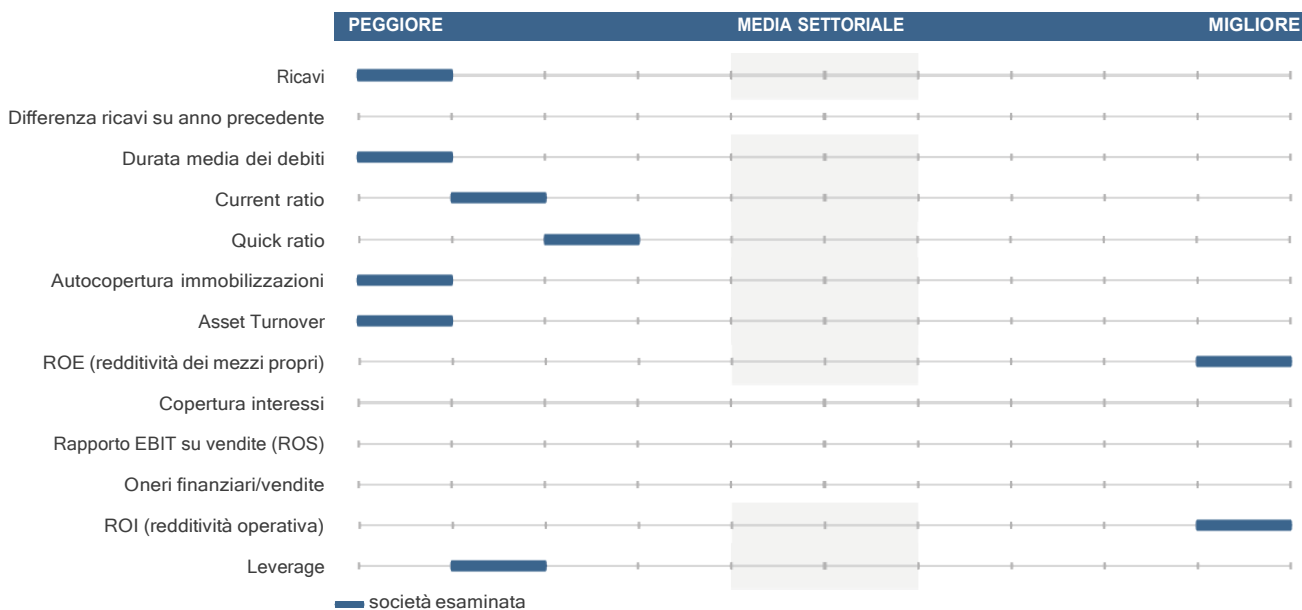 PEGGIORE MEDIA SETTORIALE MIGLIORE
Ricavi
Differenza ricavi su anno precedente
Durata media dei debiti
Current ratio
Quick ratio
Autocopertura immobilizzazioni
Asset Turnover
ROE (redditività dei mezzi propri)
Copertura interessi
Rapporto EBIT su vendite (ROS)
Oneri finanziari/vendite
ROI (redditività operativa)
Leverage
società esaminata